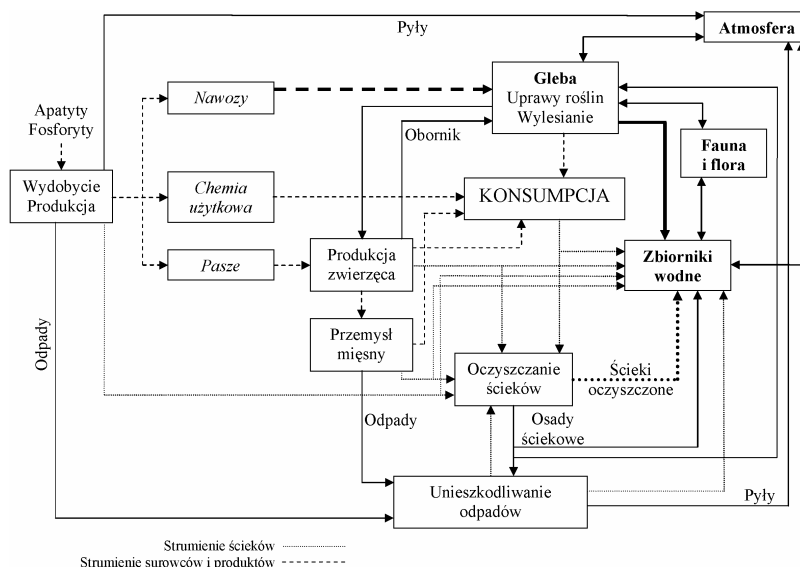 Atmosfera
Pyły
Gleba
Uprawy roślin
Wylesianie
Nawozy
Apatyty
Fosforyty
Obornik
Fauna
i flora
Wydobycie
Produkcja
Chemia
użytkowa
KONSUMPCJA
Pasze
Produkcja
zwierzęca
Zbiorniki
wodne
Odpady
Przemysł
mięsny
Oczyszczanie
ścieków
Ścieki
oczyszczone
Odpady
Osady
ściekowe
Unieszkodliwanie
odpadów
Pyły
Strumienie ścieków
Strumienie surowców i produktów